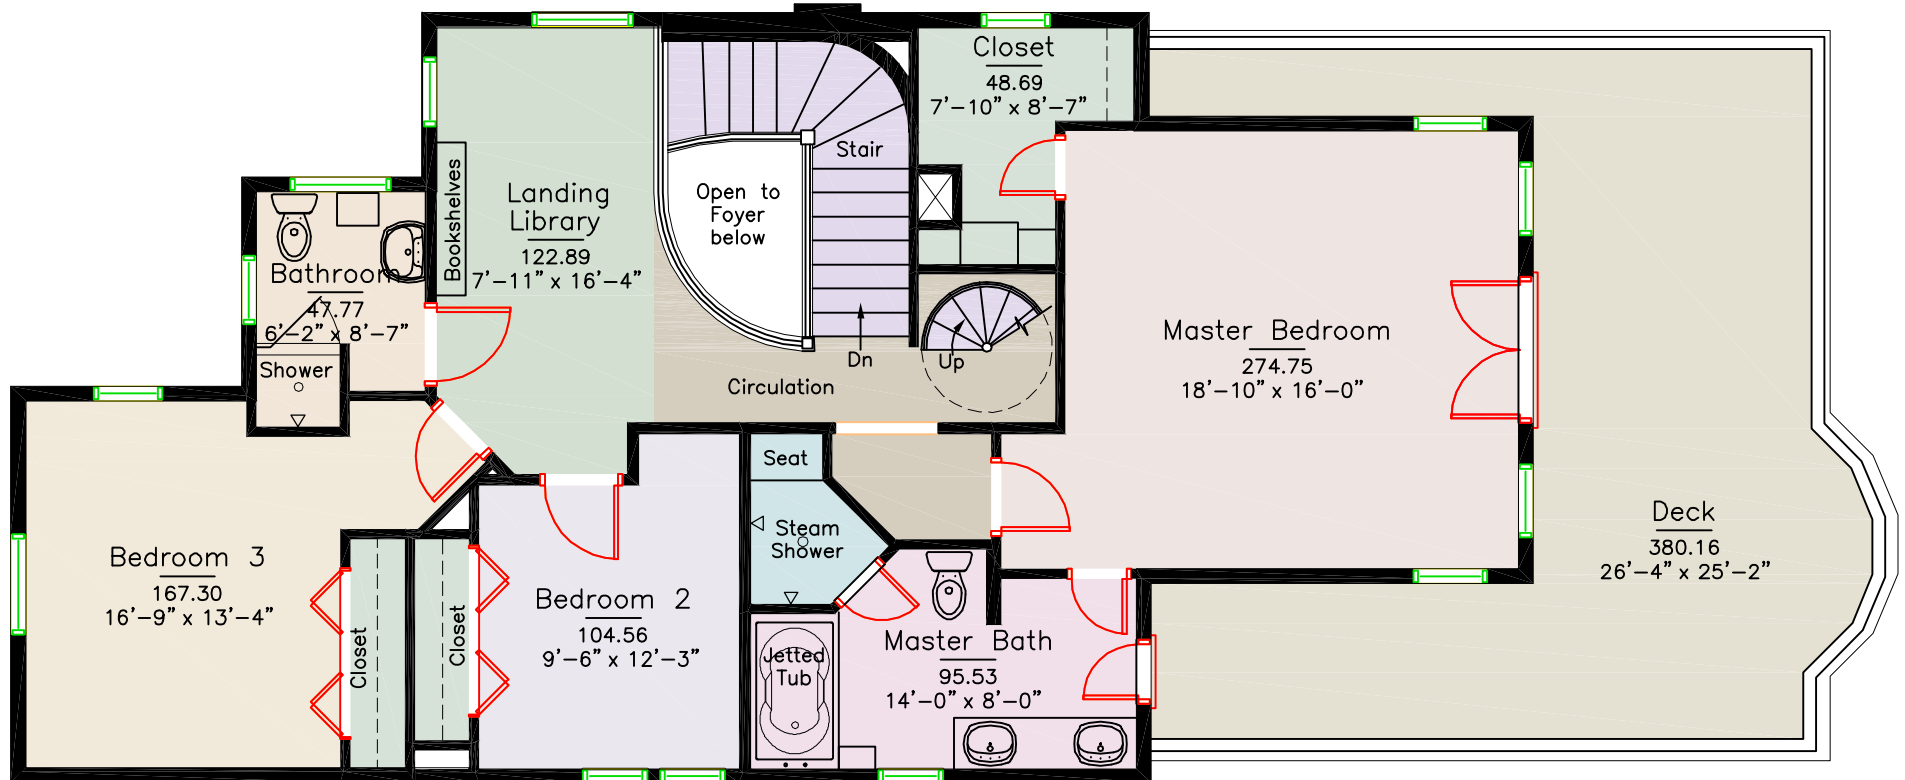 Closet
48.69
7'-10" x 8'-7"
Stair
Bookshelves
Landing
Library
122.89
7'-11" x 16'-4"
Open to
Foyer
below
Bathroom
47.77
6'-2" x 8'-7"
Shower
Dn
Up
Circulation
Master Bedroom
274.75
18'-10" x 16'-0"
Seat
Steam
Shower
Deck
380.16
26'-4" x 25'-2"
Bedroom 3
167.30
16'-9" x 13'-4"
Closet
Closet
Bedroom 2
104.56
9'-6" x 12'-3"
Jetted
Tub
Master Bath
95.53
14'-0" x 8'-0"